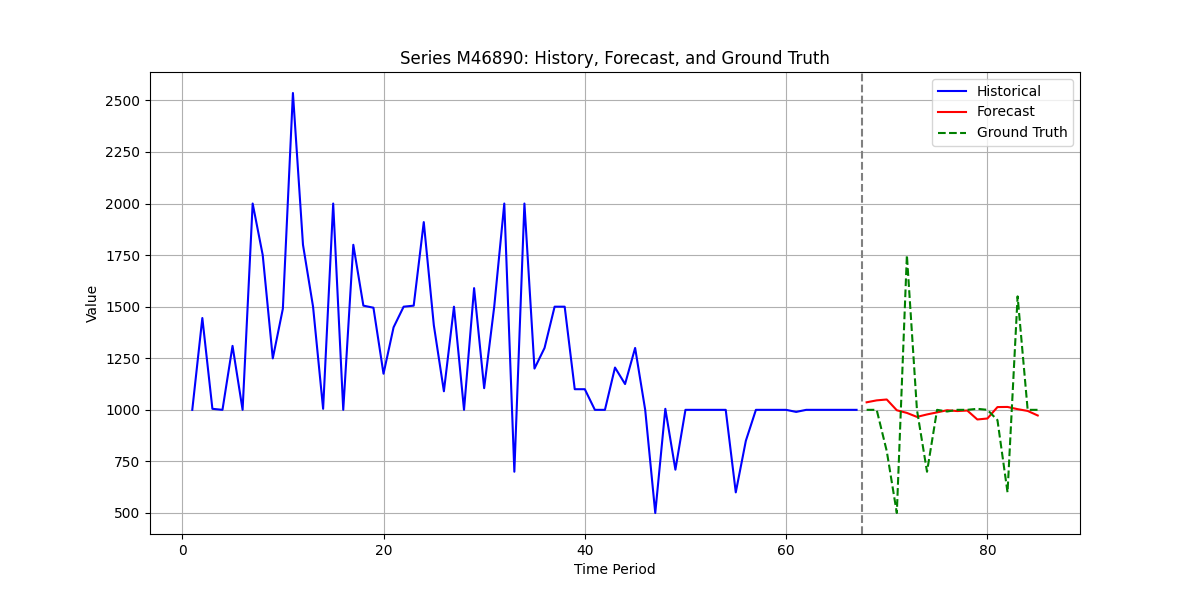 Series M46890: History, Forecast, and Ground Truth
Historical
Forecast
Ground Truth
2500
2250
2000
1750
1500
1250
1000
750
500
Value
0 20 40 60 80
Time Period